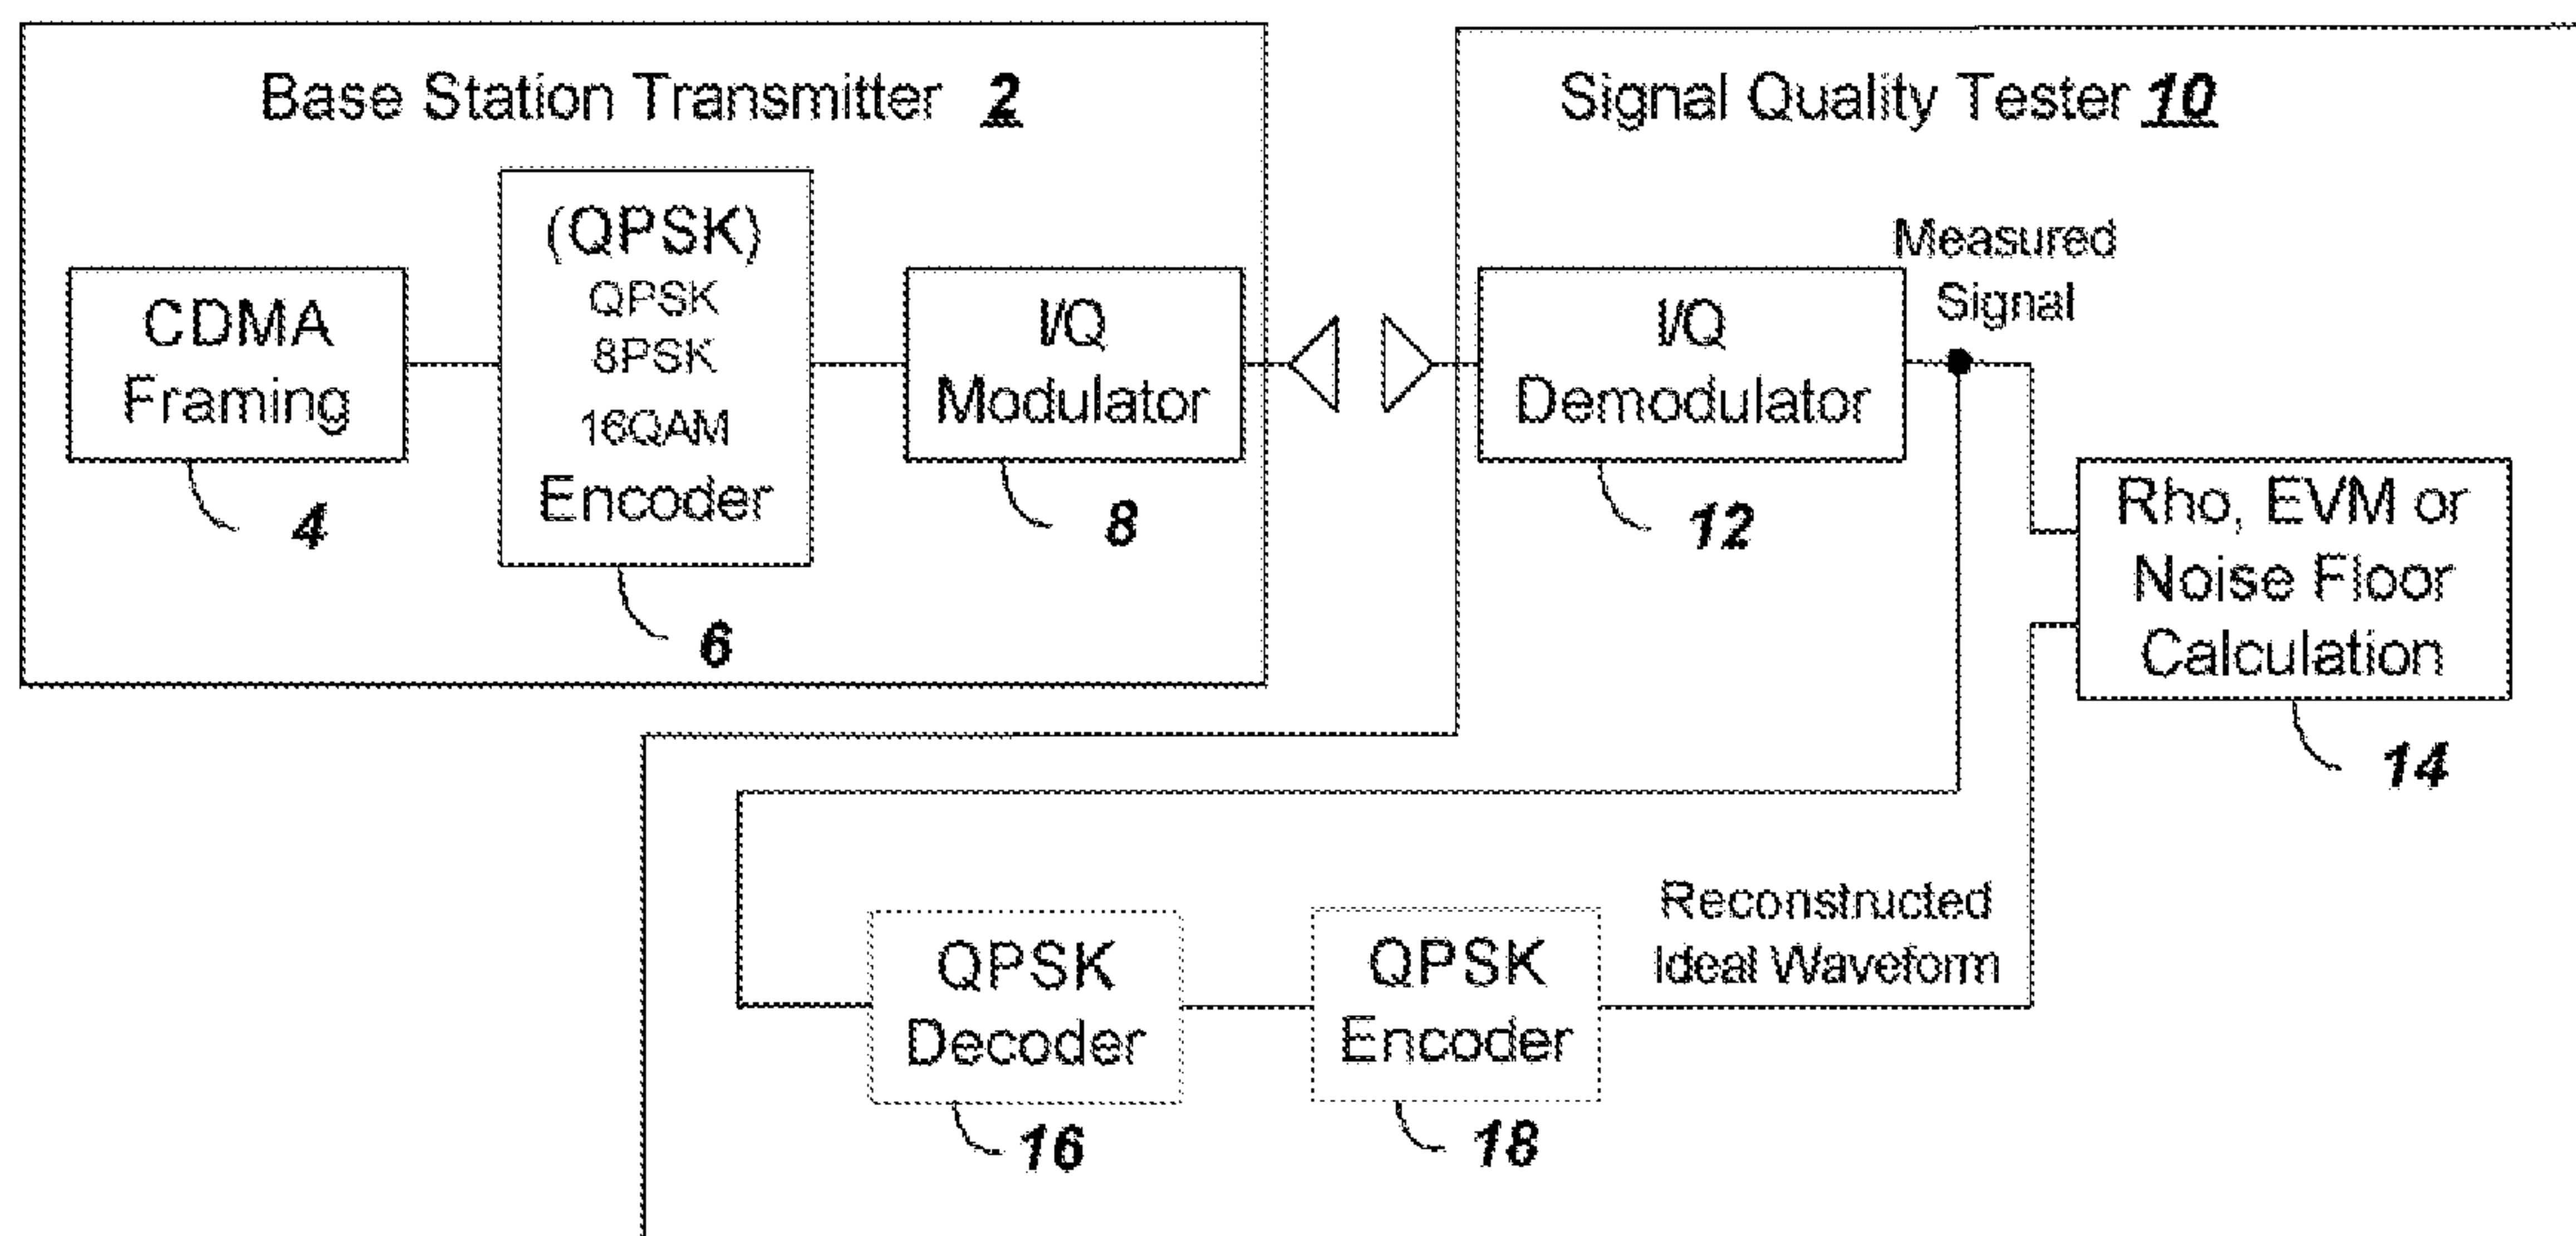 Base Station Transmitter 2
CDMA
Framing
4
(QPSK)
QPSK
8PSK
16QAM
Encoder
6
I/Q
Modulator
8
Signal Quality Tester 10
I/Q
Demodulator
12
Measured
Signal
Rho, EVM or
Noise Floor
Calculation
14
QPSK
Decoder
16
QPSK
Encoder
18
Reconstructed
Ideal Waveform